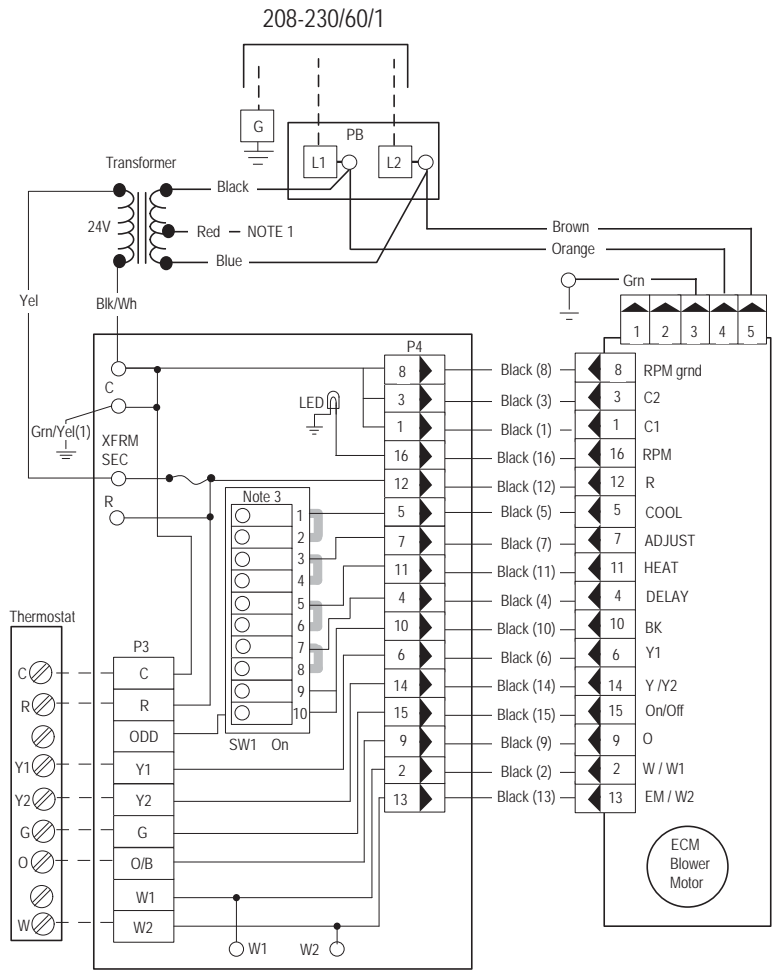 208-230/60/1
G
PB
L1
L2
Transformer
24V
Black
Red
NOTE 1
Blue
Brown
Orange
Grn
Yel
Blk/Wh
1 2 3 4 5
P4
C
Grn/Yel(1)
XFRM
SEC
R
LED
8 Black (8) 8 RPM grnd
3 Black (3) 3 C2
1 Black (1) 1 C1
16 Black (16) 16 RPM
12 Black (12) 12 R
5 Black (5) 5 COOL
7 Black (7) 7 ADJUST
11 Black (11) 11 HEAT
4 Black (4) 4 DELAY
10 Black (10) 10 BK
6 Black (6) 6 Y1
14 Black (14) 14 Y /Y2
15 Black (15) 15 On/Off
9 Black (9) 9 O
2 Black (2) 2 W / W1
13 Black (13) 13 EM / W2
Note 3
1
2
3
4
5
6
7
8
9
10
SW1 On
Thermostat
C
R
Y1
Y2
G
O
W
P3
C
R
ODD
Y1
Y2
G
O/B
W1
W2
W1
W2
ECM
Blower
Motor